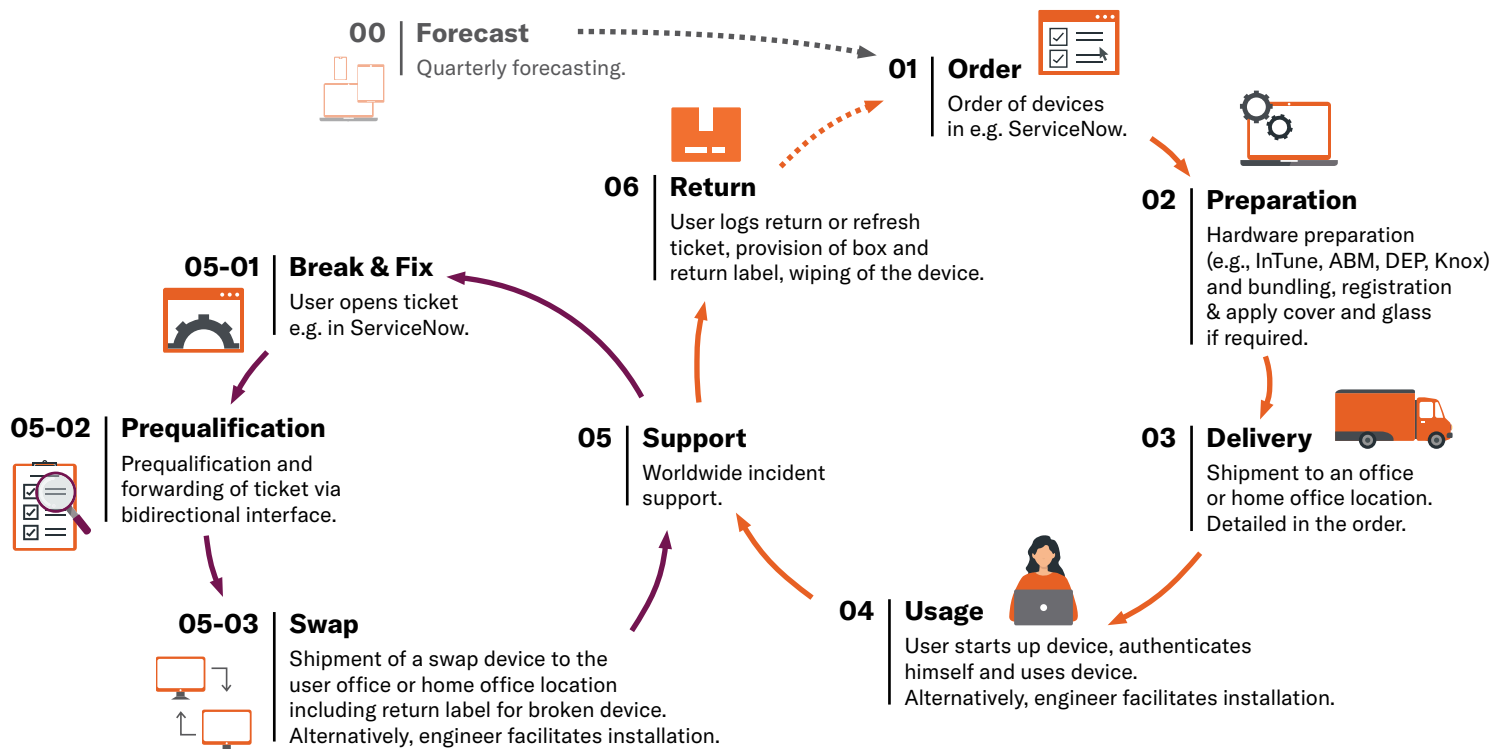 00
Forecast
Quarterly forecasting.
01
Order
Order of devices
in e.g. ServiceNow.
02
Preparation
Hardware preparation
(e.g., InTune, ABM, DEP, Knox)
and bundling, registration
& apply cover and glass
if required.
03
Delivery
Shipment to an office
or home office location.
Detailed in the order.
04
Usage
User starts up device, authenticates
himself and uses device.
Alternatively, engineer facilitates installation.
05
Support
Worldwide incident
support.
05-01
Break & Fix
User opens ticket
e.g. in ServiceNow.
05-02
Prequalification
Prequalification and
forwarding of ticket via
bidirectional interface.
05-03
Swap
Shipment of a swap device to the
user office or home office location
including return label for broken device.
Alternatively, engineer facilitates installation.
06
Return
User logs return or refresh
ticket, provision of box and
return label, wiping of the device.